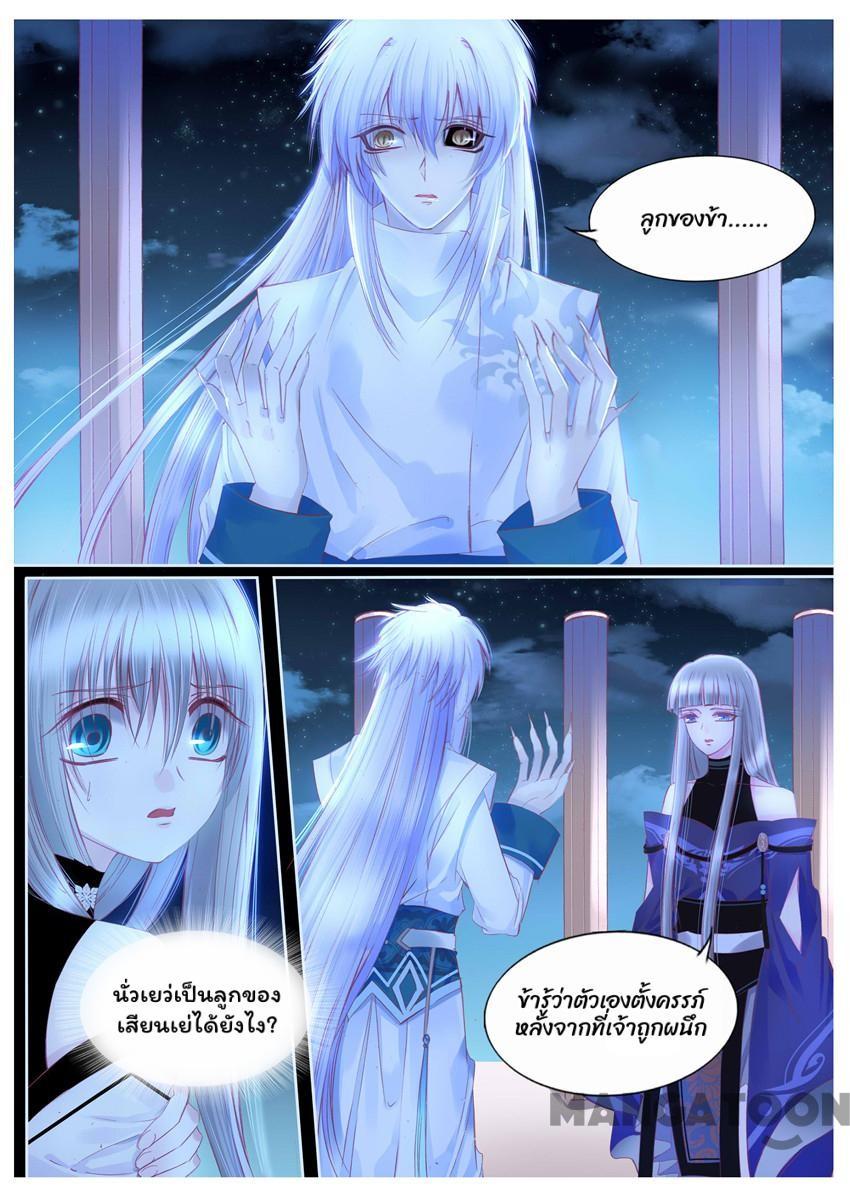 ลูกของข้า......
นั่วเยว่เป็นลูกของ
เสียนเย่ได้ยังไง?
ข้ารู้ว่าตัวเองตั้งครรภ์
หลังจากที่เจ้าถูกผนึก
MANGATOON